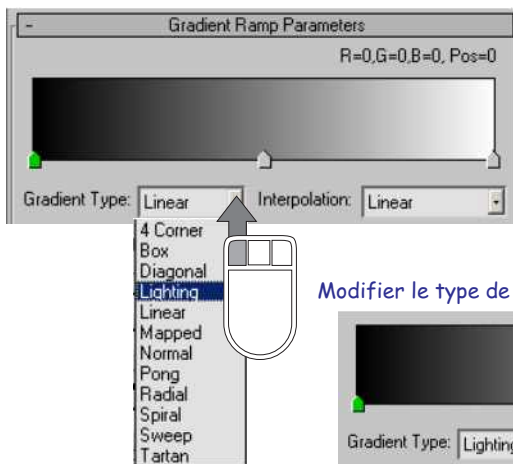 - Gradient Ramp Parameters
R=0,G=0,B=0, Pos=0
Gradient Type: Linear Interpolation: Linear
4 Corner
Box
Diagonal
Lighting
Linear
Mapped
Normal
Pong
Radial
Spiral
Sweep
Tartan
Modifier le type de
Gradient Type: Lighting